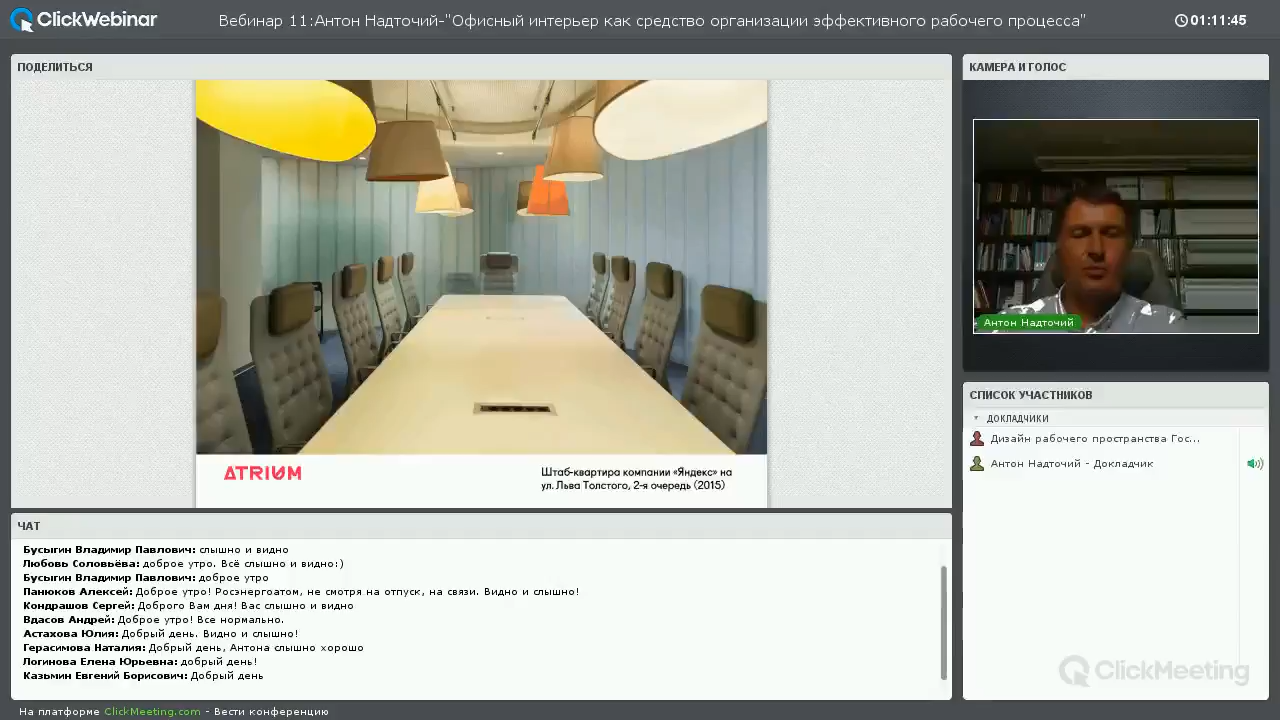 ClickWebinar
Вебинар 11:Антон Надточий-"Офисный интерьер как средство организации эффективного рабочего процесса"
01:11:45
ПОДЕЛИТЬСЯ
ATRIUM
Штаб-квартира компании «Яндекс» на
ул. Льва Толстого, 2-я очередь (2015)
КАМЕРА И ГОЛОС
Антон Надточий
СПИСОК УЧАСТНИКОВ
ДОКЛАДЧИКИ
Дизайн рабочего пространства Гос...
Антон Надточий - Докладчик
ЧАТ
Бусыгин Владимир Павлович: слышно и видно
Любовь Соловьёва: доброе утро. Всё слышно и видно:)
Бусыгин Владимир Павлович: доброе утро
Панюков Алексей: Доброе утро! Росэнергоатом, не смотря на отпуск, на связи. Видно и слышно!
Кондрашов Сергей: Доброго Вам дня! Вас слышно и видно
Вдасов Андрей: Доброе утро! Все нормально.
Астахова Юлия: Добрый день. Видно и слышно!
Герасимова Наталия: Добрый день, Антона слышно хорошо
Логинова Елена Юрьевна: добрый день!
Казьмин Евгений Борисович: Добрый день
ClickMeeting
На платформе ClickMeeting.com - Вести конференцию